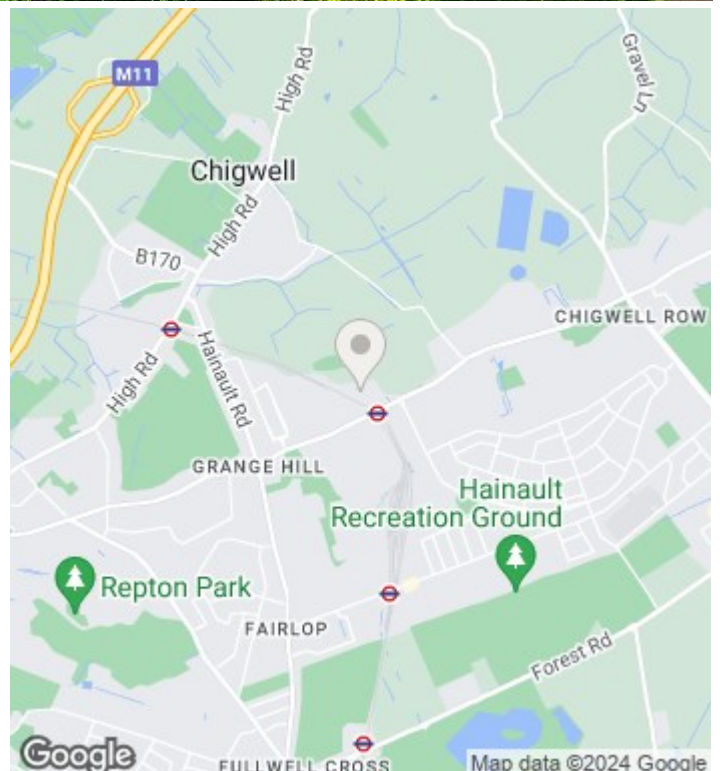 M11
High Rd
Gravel Ln
Chigwell
High Rd
B170
CHIGWELL ROW
High Rd
Hainault Rd
GRANGE HILL
Hainault
Recreation Ground
Repton Park
FAIRLOP
Forest Rd
Google
FULLWELL CROSS
Map data ©2024 Google